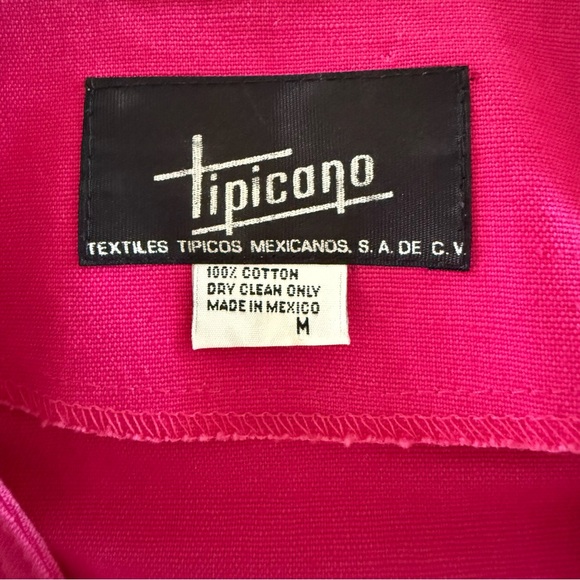 tipicano
TEXTILES TIPICOS MEXICANOS, S. A. DE C. V.
100% COTTON
DRY CLEAN ONLY
MADE IN MEXICO
M